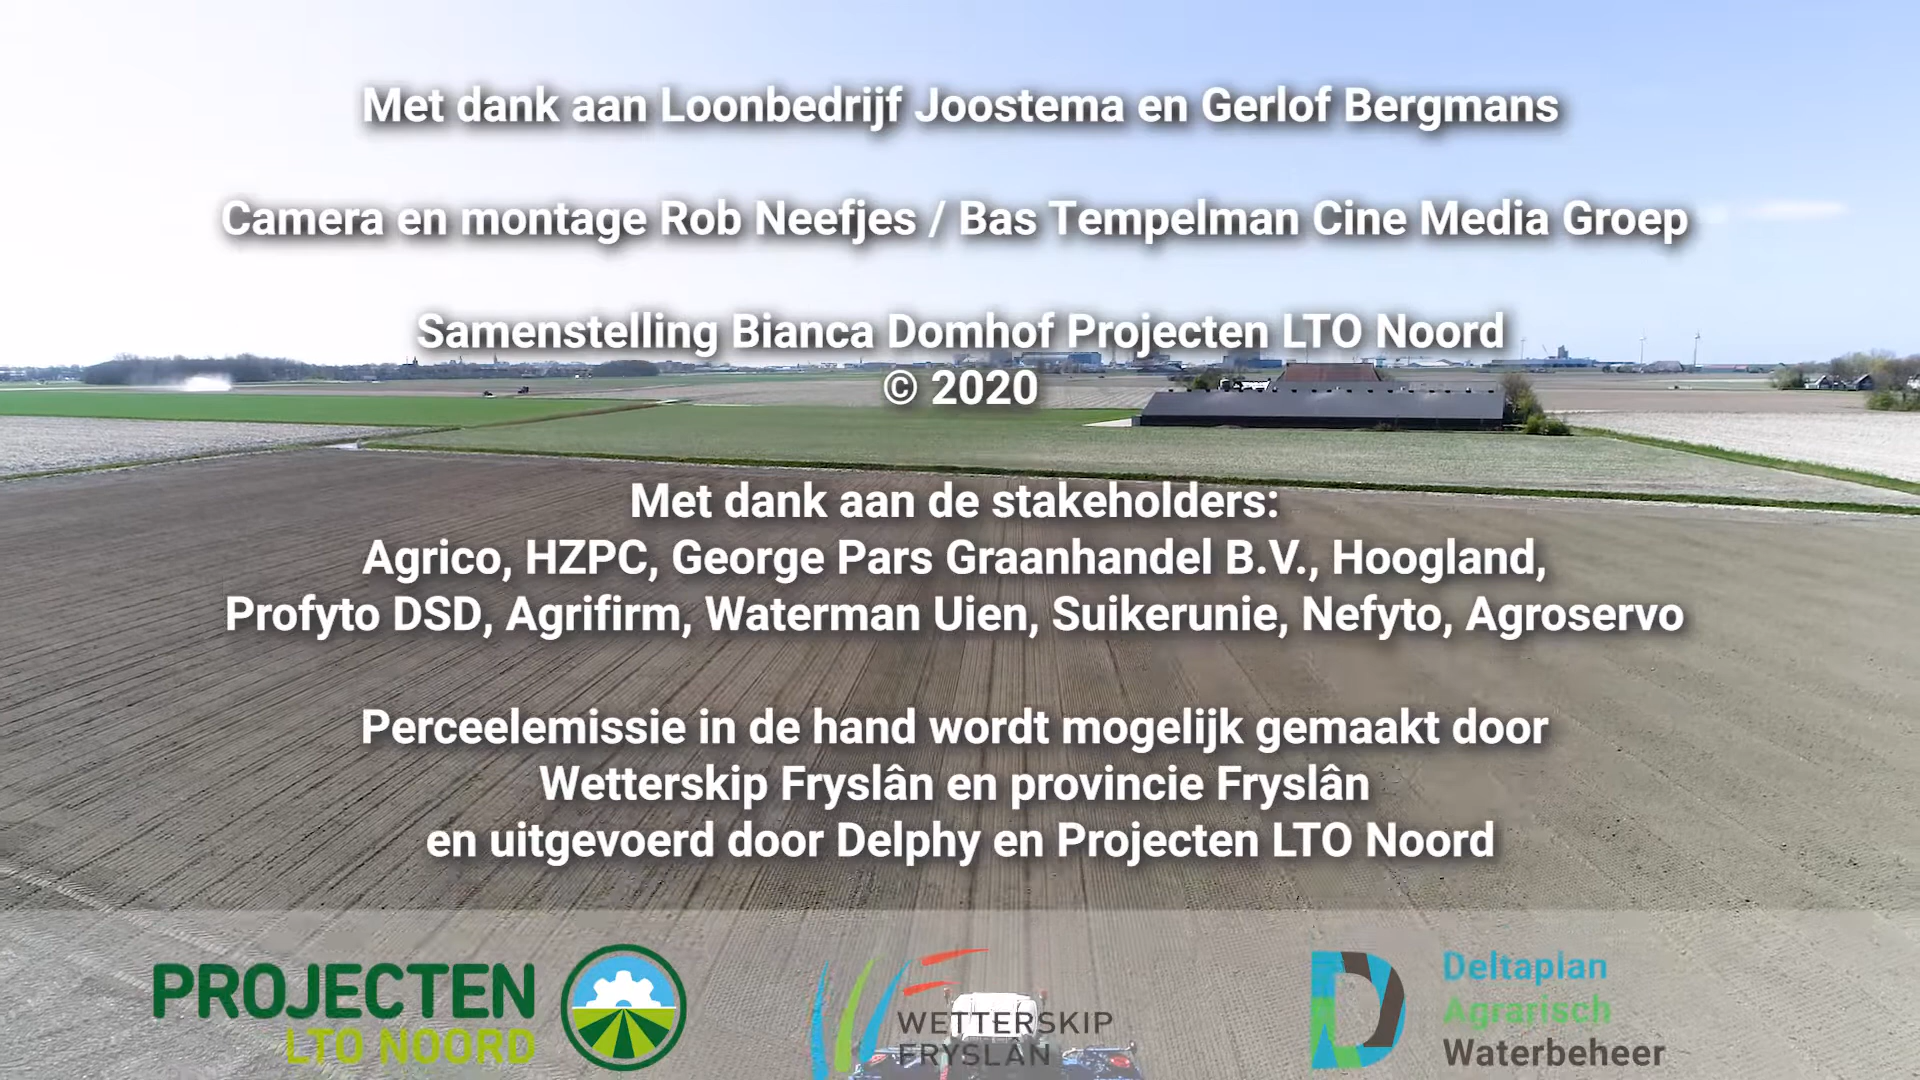 Met dank aan Loonbedrijf Joostema en Gerlof Bergmans
Camera en montage Rob Neefjes / Bas Tempelman Cine Media Groep
Samenstelling Bianca Domhof Projecten LTO Noord
© 2020
Met dank aan de stakeholders:
Agrico, HZPC, George Pars Graanhandel B.V., Hoogland,
Profyto DSD, Agrifirm, Waterman Uien, Suikerunie, Nefyto, Agroservo
Perceelemissie in de hand wordt mogelijk gemaakt door
Wetterskip Fryslân en provincie Fryslân
en uitgevoerd door Delphy en Projecten LTO Noord
PROJECTEN
LTO NOORD
WETTERSKIP
FRYSLÂN
Deltaplan
Agrarisch
Waterbeheer